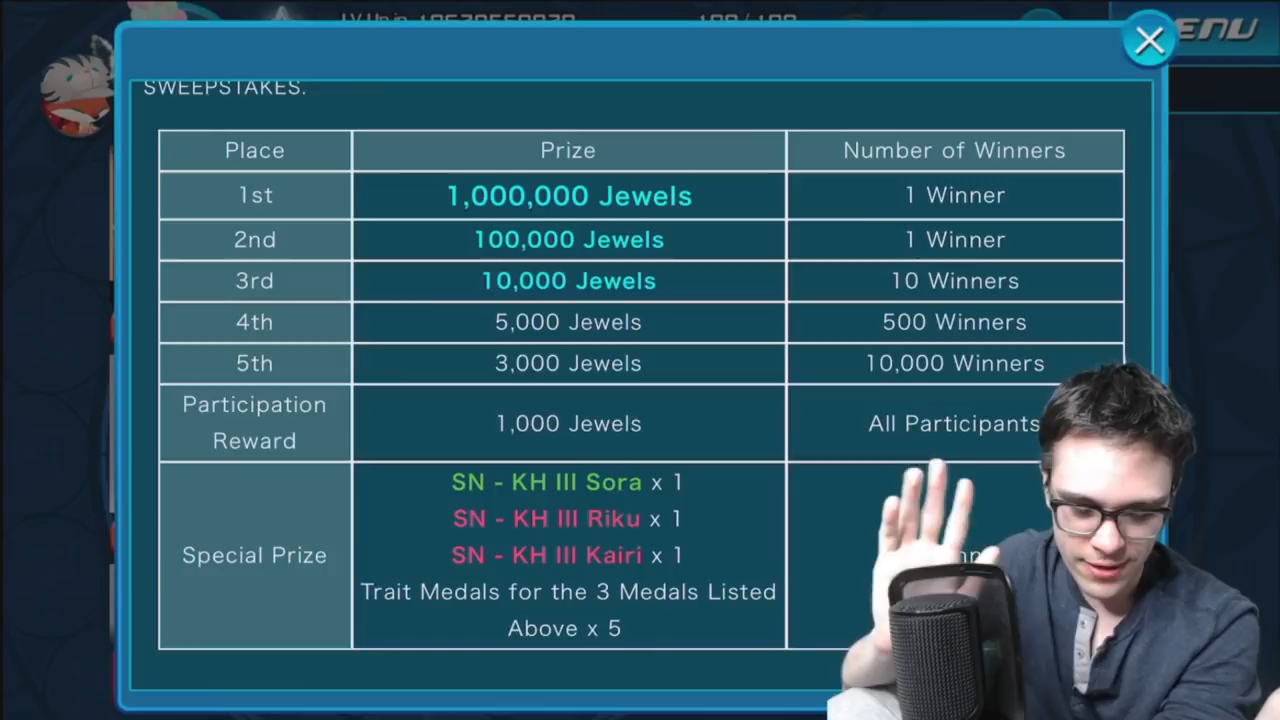 MENU
SWEEPSTAKES.
Place Prize Number of Winners
1st 1,000,000 Jewels 1 Winner
2nd 100,000 Jewels 1 Winner
3rd 10,000 Jewels 10 Winners
4th 5,000 Jewels 500 Winners
5th 3,000 Jewels 10,000 Winners
Participation
Reward
1,000 Jewels
All Participants
Special Prize
SN - KH III Sora x 1
SN - KH III Riku x 1
SN - KH III Kairi x 1
Trait Medals for the 3 Medals Listed
Above x 5